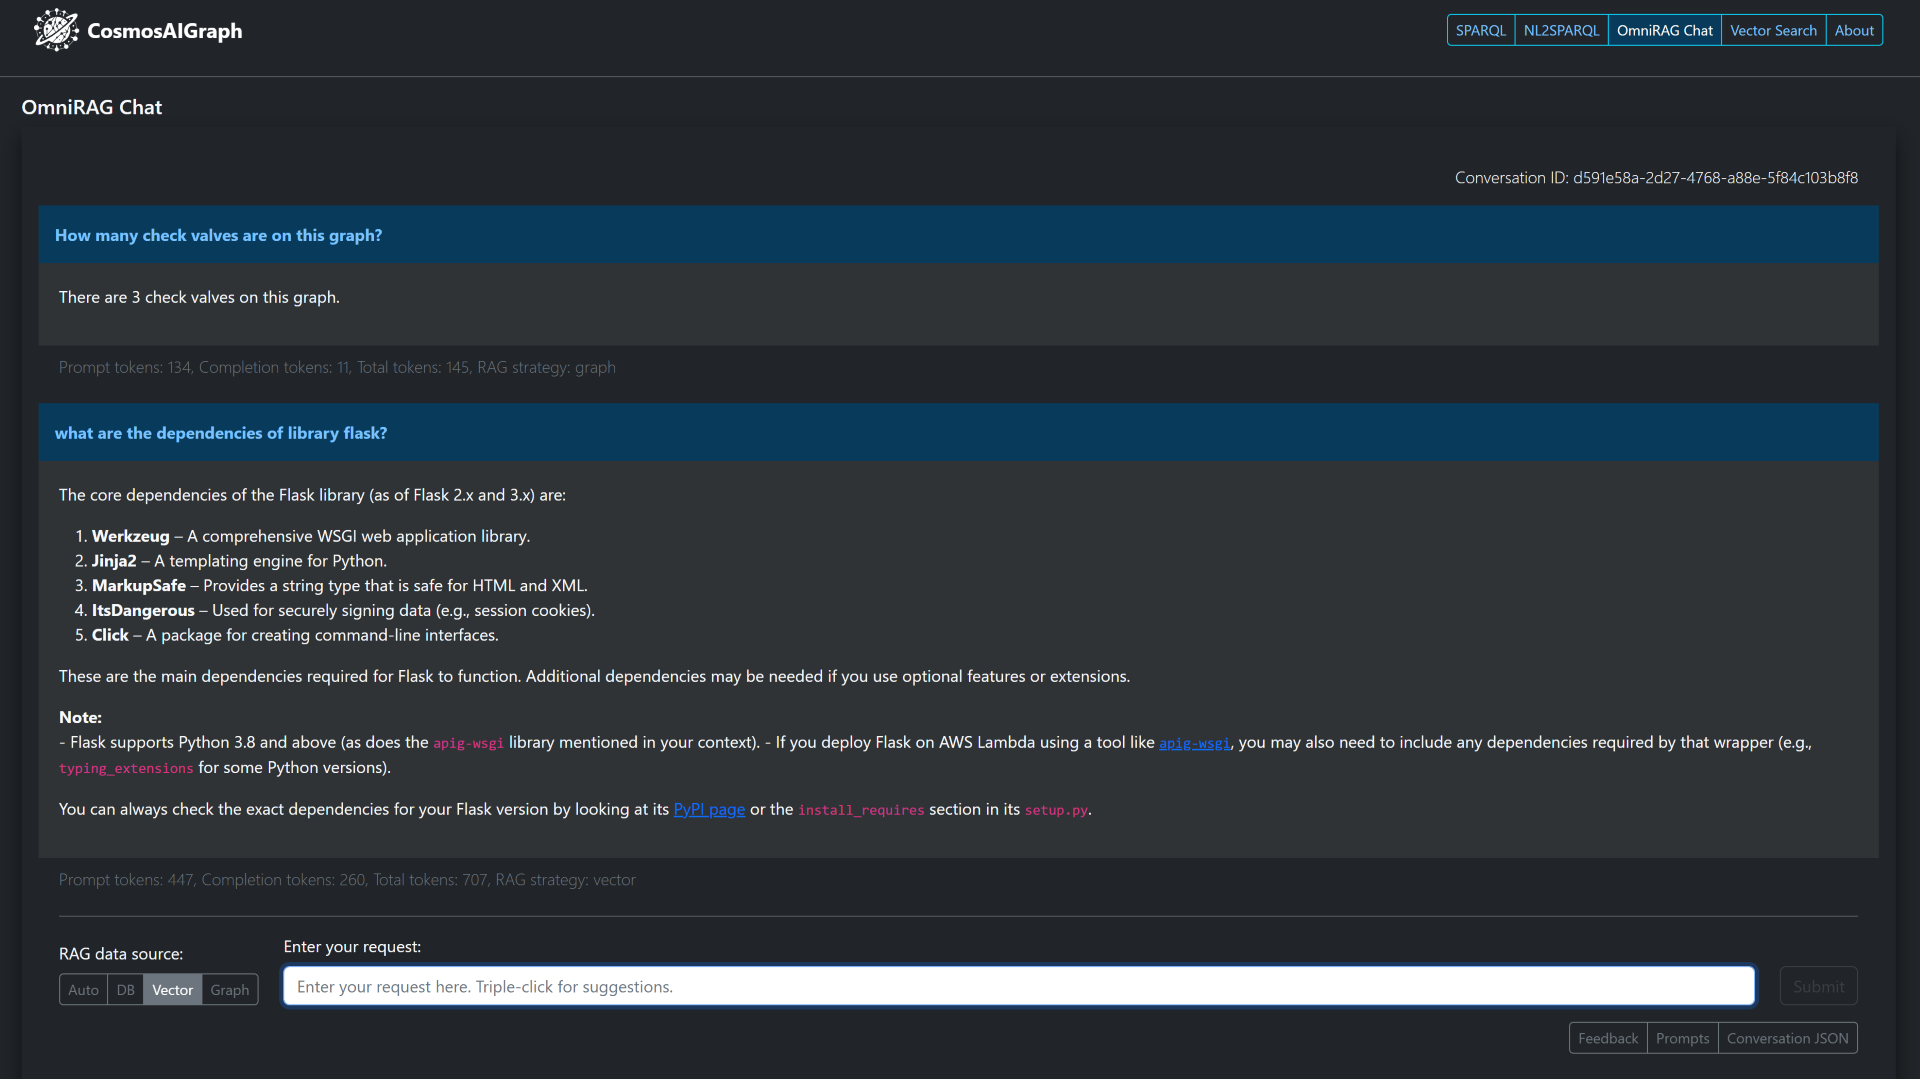 CosmosAIGraph
SPARQL NL2SPARQL OmniRAG Chat Vector Search About
OmniRAG Chat
Conversation ID: d591e58a-2d27-4768-a88e-5f84c103b8f8
How many check valves are on this graph?
There are 3 check valves on this graph.
Prompt tokens: 134, Completion tokens: 11, Total tokens: 145, RAG strategy: graph
what are the dependencies of library flask?
The core dependencies of the Flask library (as of Flask 2.x and 3.x) are:
1. Werkzeug – A comprehensive WSGI web application library.
2. Jinja2 – A templating engine for Python.
3. MarkupSafe – Provides a string type that is safe for HTML and XML.
4. ItsDangerous – Used for securely signing data (e.g., session cookies).
5. Click – A package for creating command-line interfaces.
These are the main dependencies required for Flask to function. Additional dependencies may be needed if you use optional features or extensions.
Note:
- Flask supports Python 3.8 and above (as does the apig-wsgi library mentioned in your context). - If you deploy Flask on AWS Lambda using a tool like apig-wsgi, you may also need to include any dependencies required by that wrapper (e.g.,
typing_extensions for some Python versions).
You can always check the exact dependencies for your Flask version by looking at its PyPI page or the install_requires section in its setup.py.
Prompt tokens: 447, Completion tokens: 260, Total tokens: 707, RAG strategy: vector
RAG data source:
Auto DB Vector Graph
Enter your request:
Enter your request here. Triple-click for suggestions.
Submit
Feedback Prompts Conversation JSON